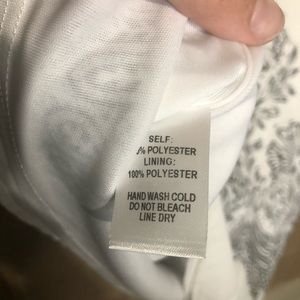 SELF:
% POLYESTER
LINING:
100% POLYESTER
HAND WASH COLD
DO NOT BLEACH
LINE DRY